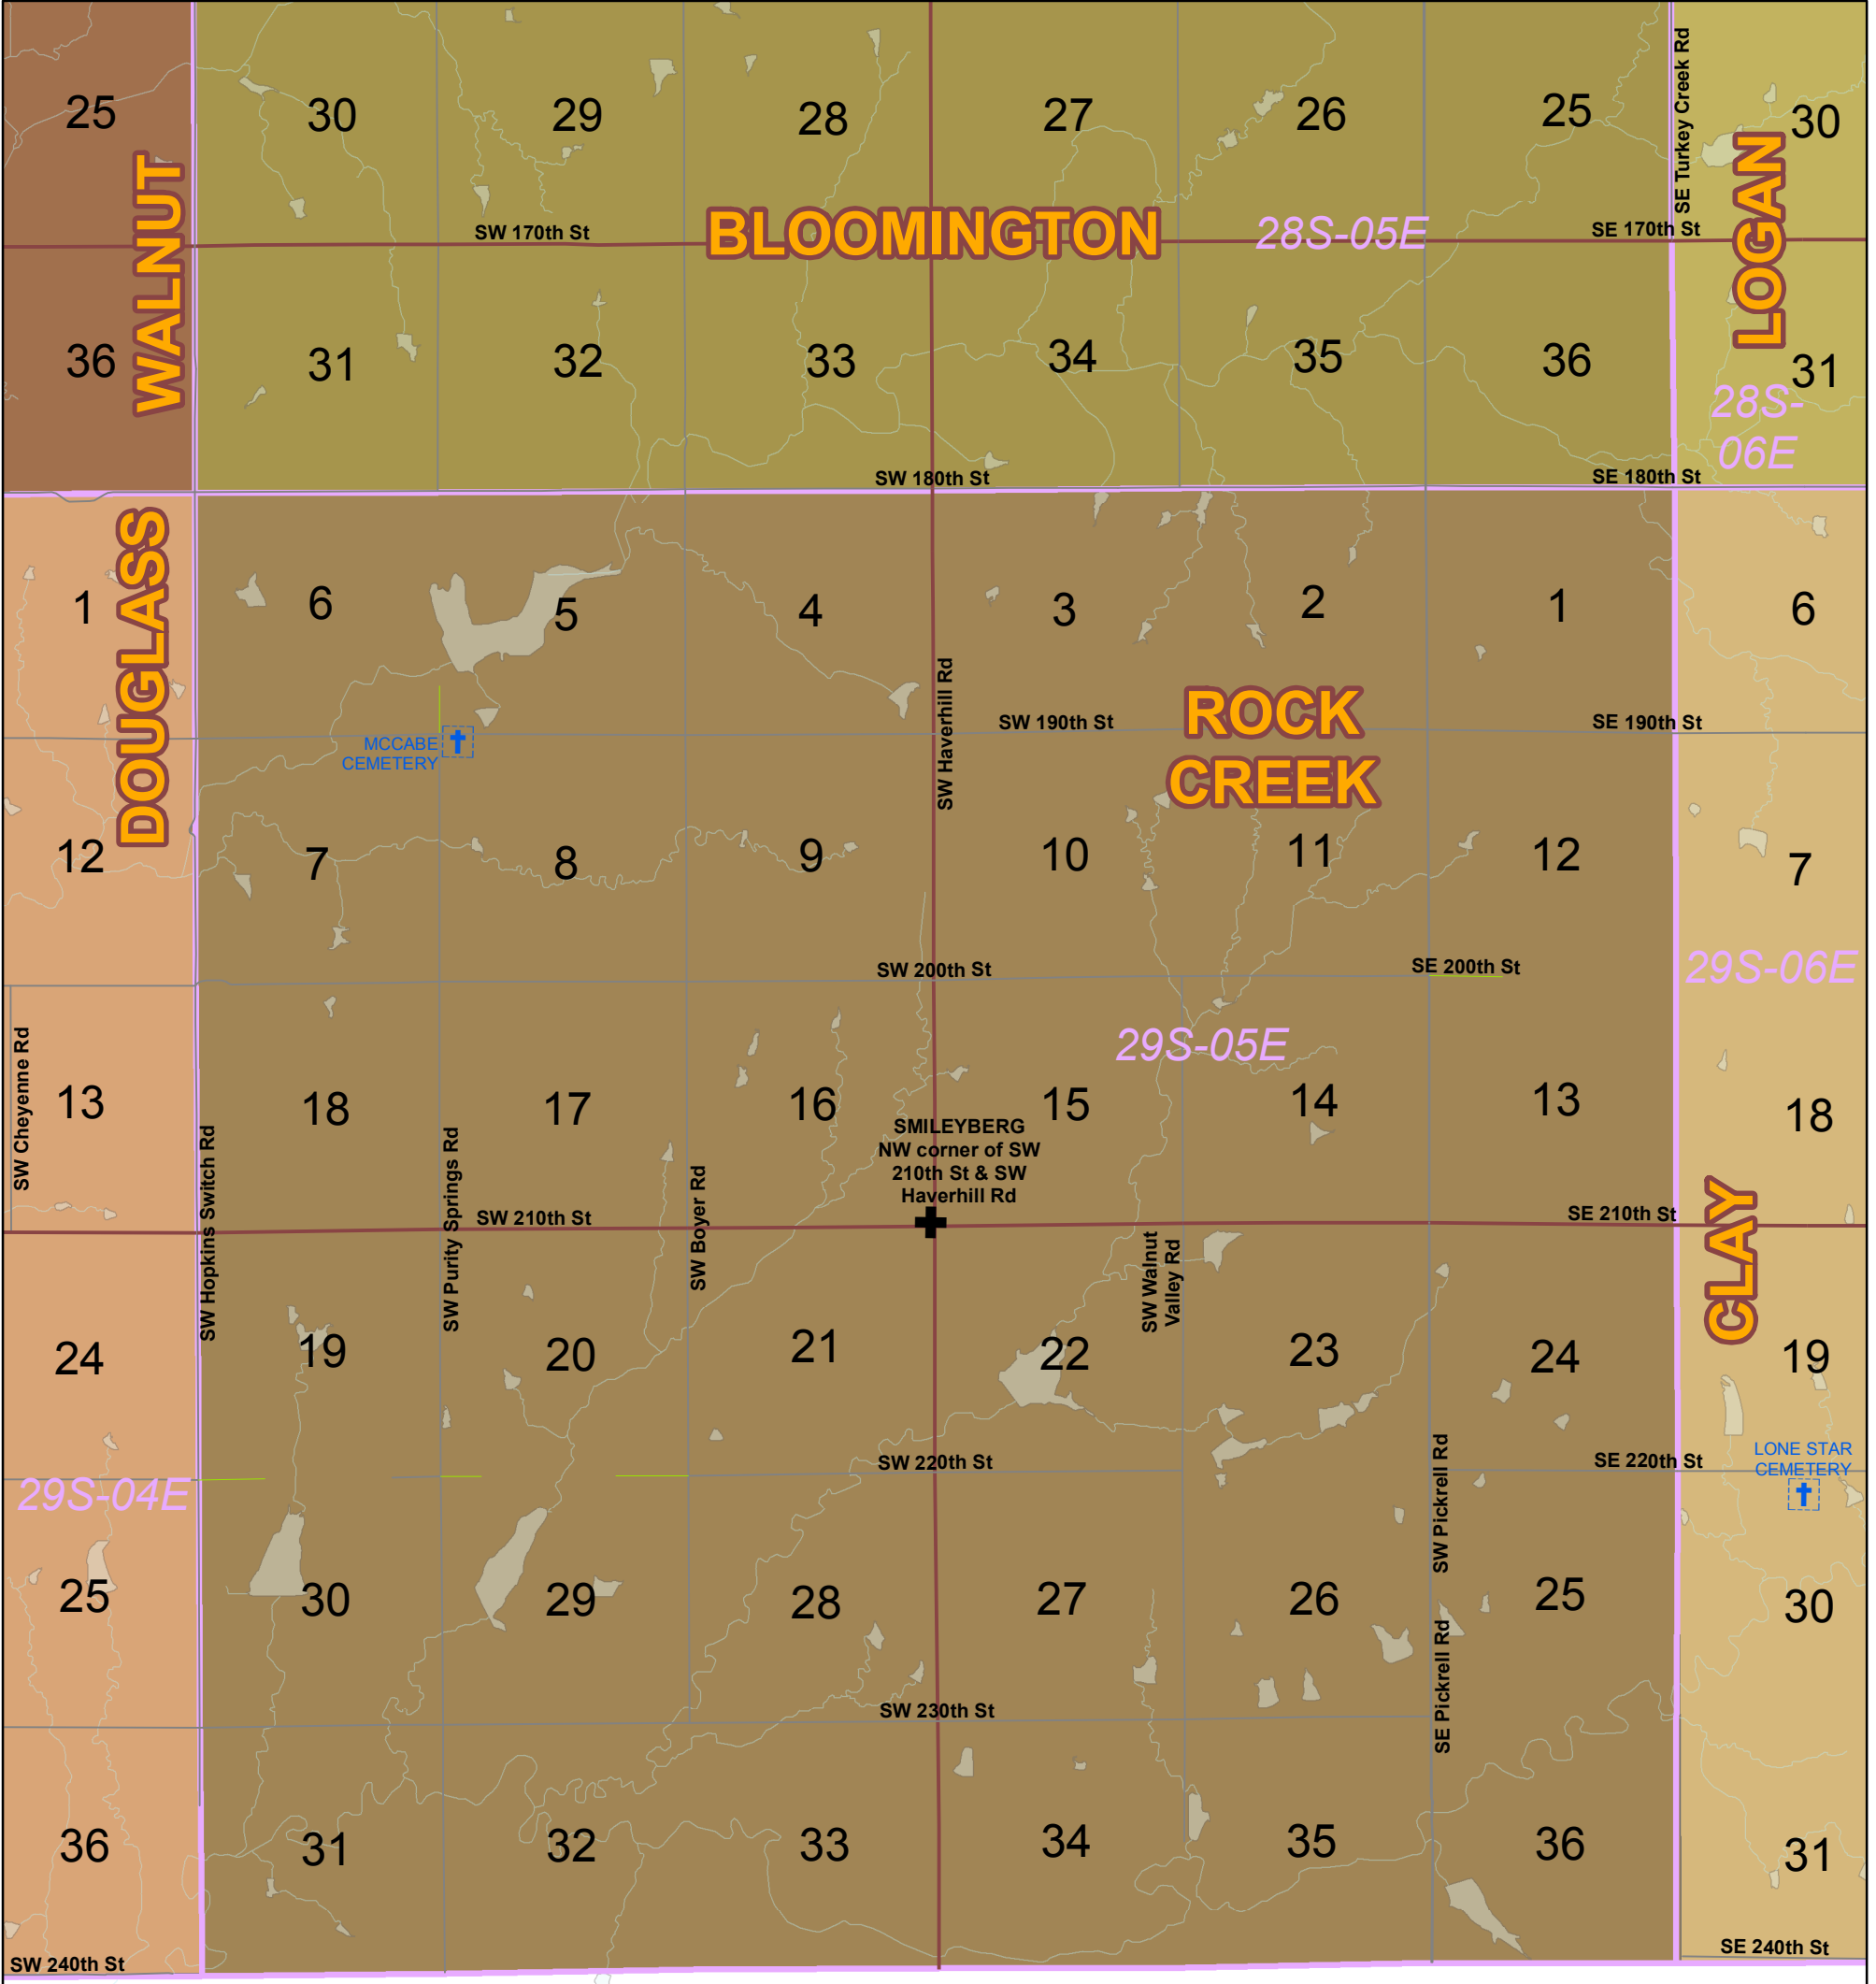 SE Turkey Creek Rd
25
30
29
28
27
26
25
30
WALNUT
LOGAN
SW 170th St
BLOOMINGTON
28S-05E
SE 170th St
36
31
32
33
34
35
36
31
28S-
06E
SW 180th St
SE 180th St
DOUGLASS
1
6
5
4
3
2
1
6
SW Haverhill Rd
ROCK
CREEK
SW 190th St
SE 190th St
MCCABE
CEMETERY
12
7
8
9
10
11
12
7
SW 200th St
SE 200th St
29S-06E
29S-05E
SW Cheyenne Rd
13
18
17
16
15
14
13
18
SMILEYBERG
NW corner of SW
210th St & SW
Haverhill Rd
SW Hopkins Switch Rd
SW Purity Springs Rd
SW Boyer Rd
SW 210th St
SE 210th St
SW Walnut
Valley Rd
CLAY
24
19
20
21
22
23
24
19
SW Pickrell Rd
LONE STAR
CEMETERY
SW 220th St
SE 220th St
29S-04E
25
30
29
28
27
26
25
30
SE Pickrell Rd
SW 230th St
36
31
32
33
34
35
36
31
SW 240th St
SE 240th St